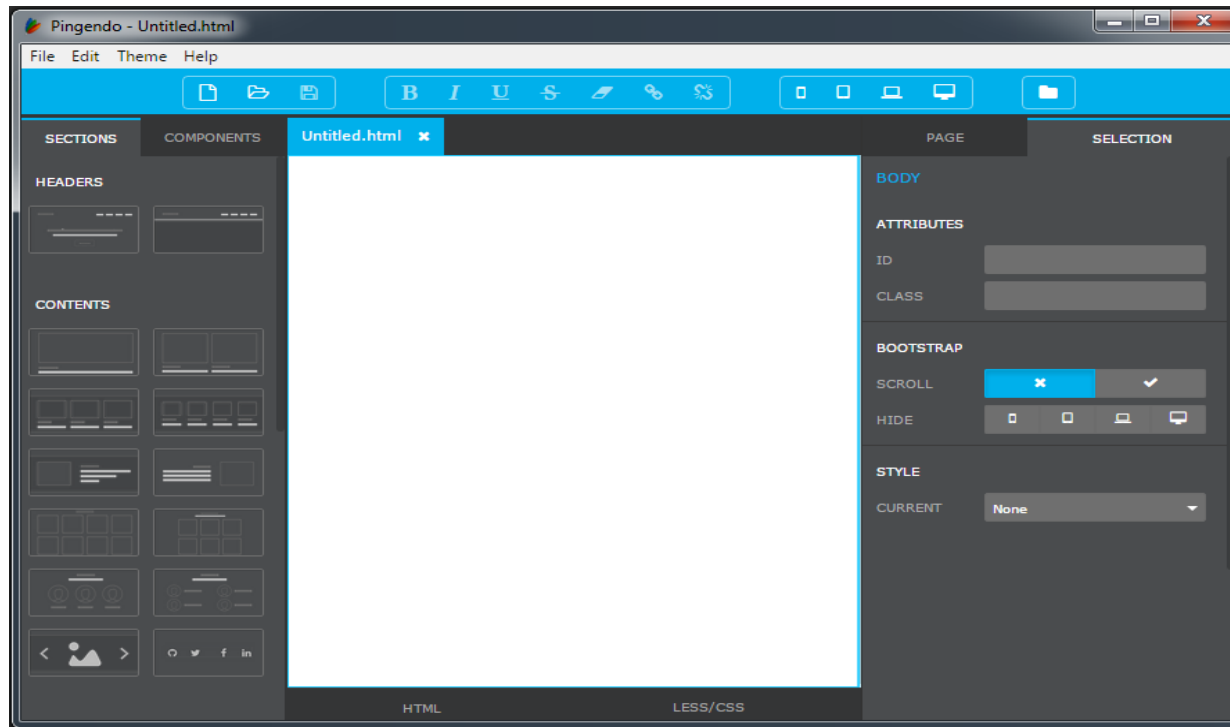 Pingendo - Untitled.html
File Edit Theme Help
B I U S
SECTIONS COMPONENTS Untitled.html PAGE SELECTION
HEADERS
CONTENTS
BODY
ATTRIBUTES
ID
CLASS
BOOTSTRAP
SCROLL
HIDE
STYLE
CURRENT None
f in
HTML LESS/CSS